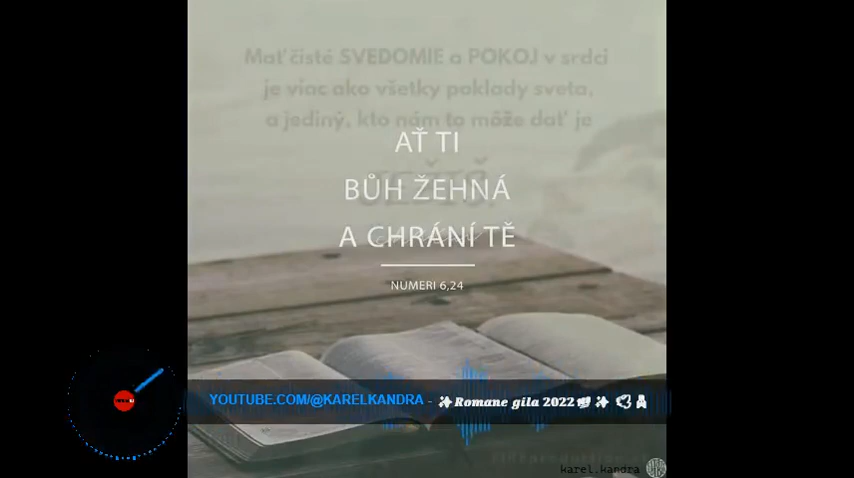 Mať čisté SVEDOMIE a POKOJ v srdci
je viac ako všetky poklady sveta,
a jediný, kto nám to môže dať je
AŤ TI
BŮH ŽEHNÁ
A CHRÁNÍ TĚ
NUMERI 6,24
YOUTUBE.COM/@KARELKANDRA - Romane gila 2022
karel.kandra